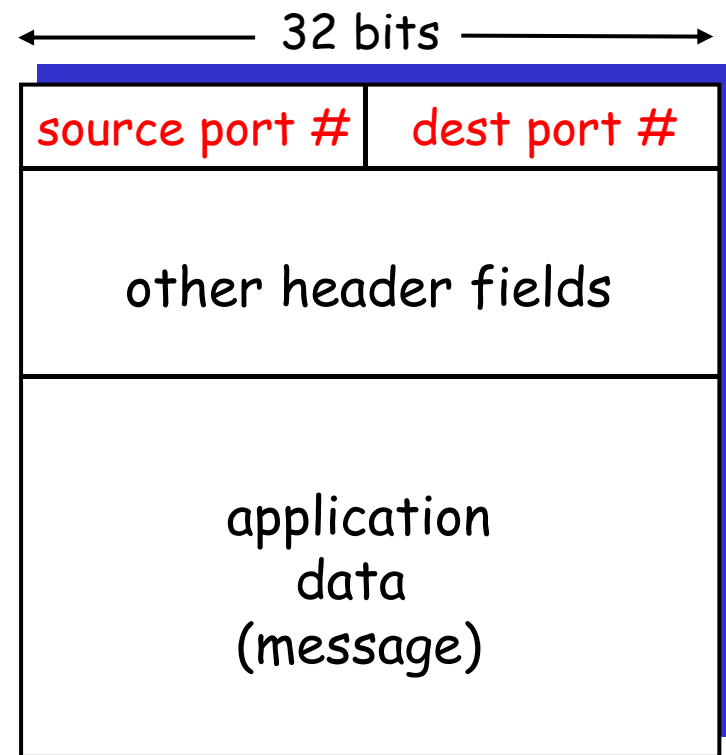 32 bits
source port # dest port #
other header fields
application
data
(message)